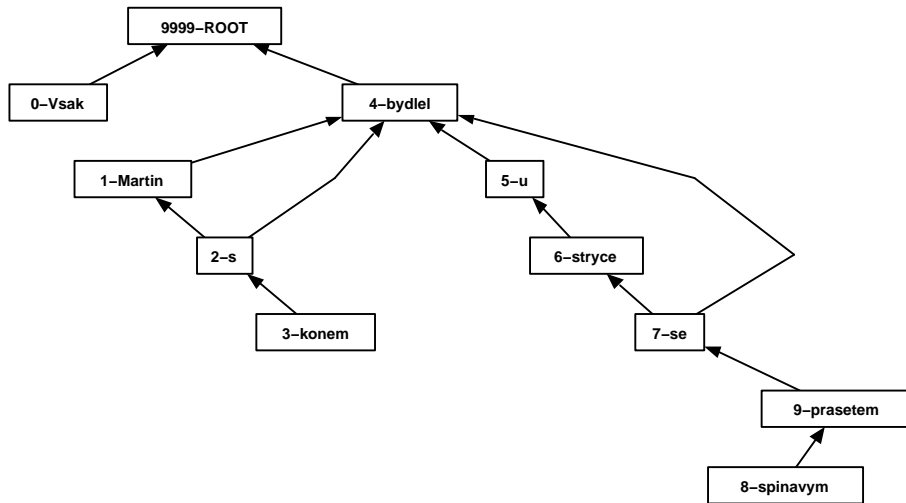 9999–ROOT
0–Vsak
4–bydlel
1–Martin
5–u
2–s
6–stryce
3–konem
7–se
9–prasetem
8–spinavym